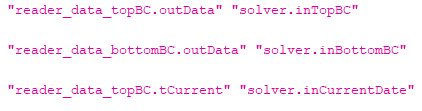 "reader_data_topBC.outData" "solver.inTopBC"
"reader_data_bottomBC.outData" "solver.inBottomBC"
"reader_data_topBC.tCurrent" "solver.inCurrentDate"